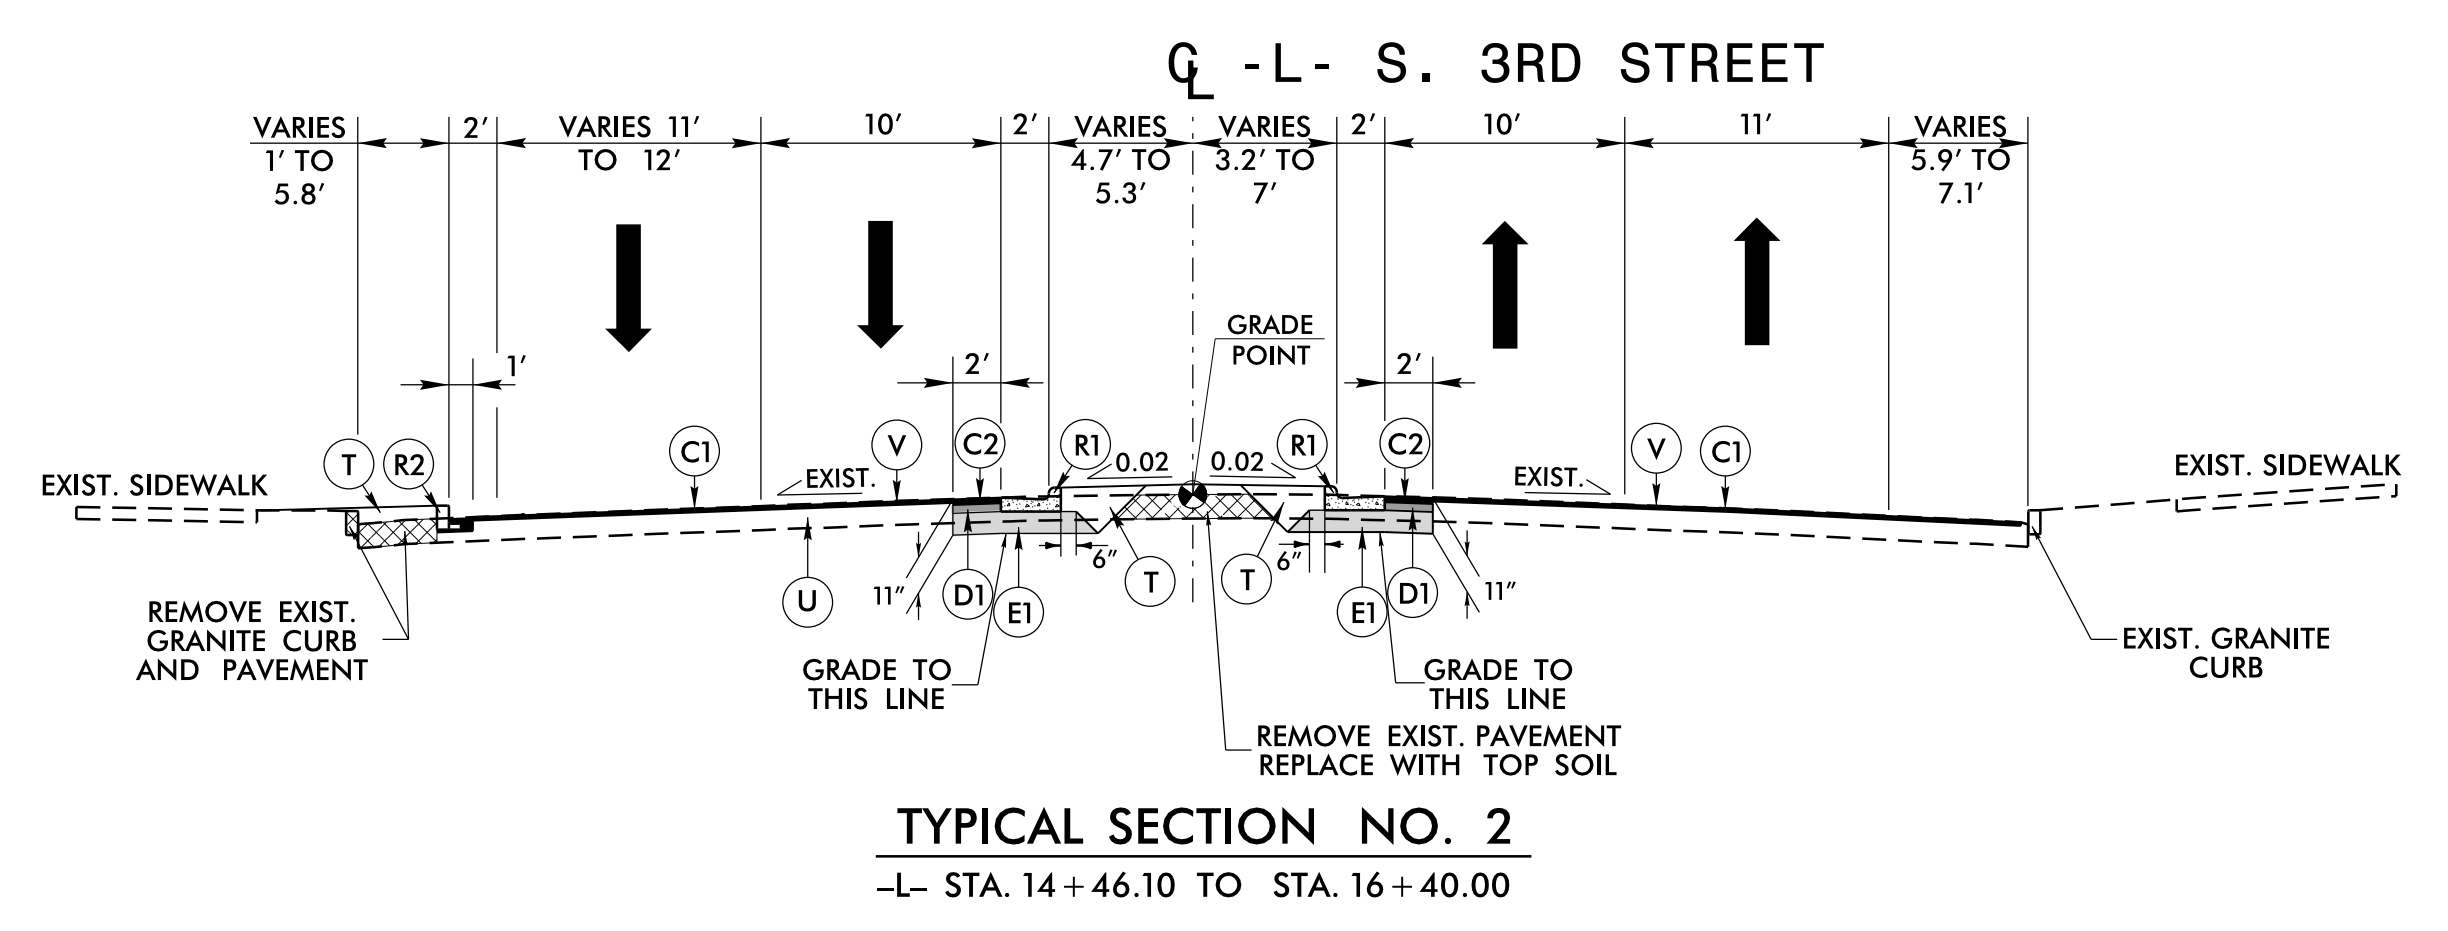 CL -L- S. 3RD STREET
VARIES
1' TO
5.8'
2'
VARIES 11'
TO 12'
10'
2'
VARIES
4.7' TO
5.3'
VARIES
3.2' TO
7'
2'
10'
11'
VARIES
5.9' TO
7.1'
GRADE
POINT
1'
2'
2'
T
R2
C1
V
C2
R1
0.02
0.02
R1
C2
V
C1
EXIST.
EXIST.
EXIST. SIDEWALK
EXIST. SIDEWALK
U
11"
D1
E1
6"
T
T
6"
E1
D1
11"
REMOVE EXIST.
GRANITE CURB
AND PAVEMENT
GRADE TO
THIS LINE
GRADE TO
THIS LINE
EXIST. GRANITE
CURB
REMOVE EXIST. PAVEMENT
REPLACE WITH TOP SOIL
TYPICAL SECTION NO. 2
-L- STA. 14+46.10 TO STA. 16+40.00